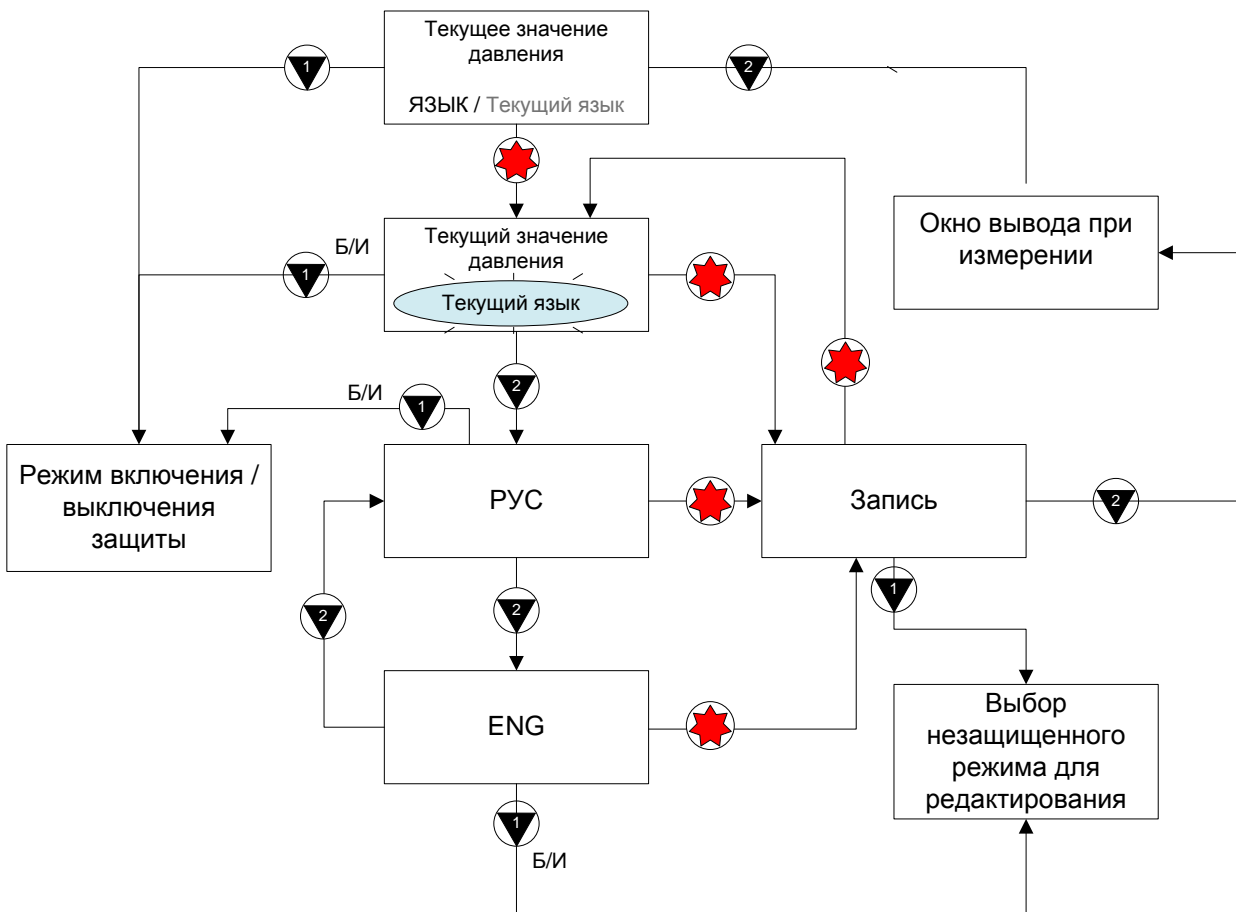 Текущее значение
давления
ЯЗЫК / Текущий язык
1
2
Окно вывода при
измерении
Б/И
1
Текущий значение
давления
Текущий язык
Б/И
1
2
Режим включения /
выключения
защиты
РУС
Запись
2
2
2
1
ENG
Выбор
незащищенного
режима для
редактирования
1
Б/И